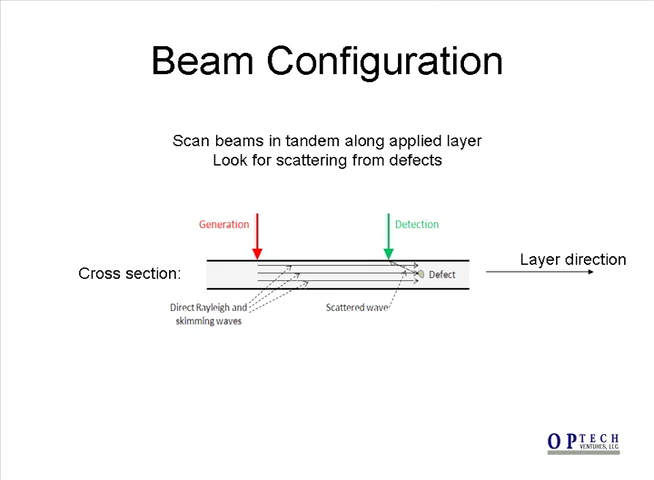 Beam Configuration
Scan beams in tandem along applied layer
Look for scattering from defects
Generation
Detection
Layer direction
Cross section:
Defect
Direct Rayleigh and
skimming waves
Scattered wave
OPTECH
VENTURES, LLC